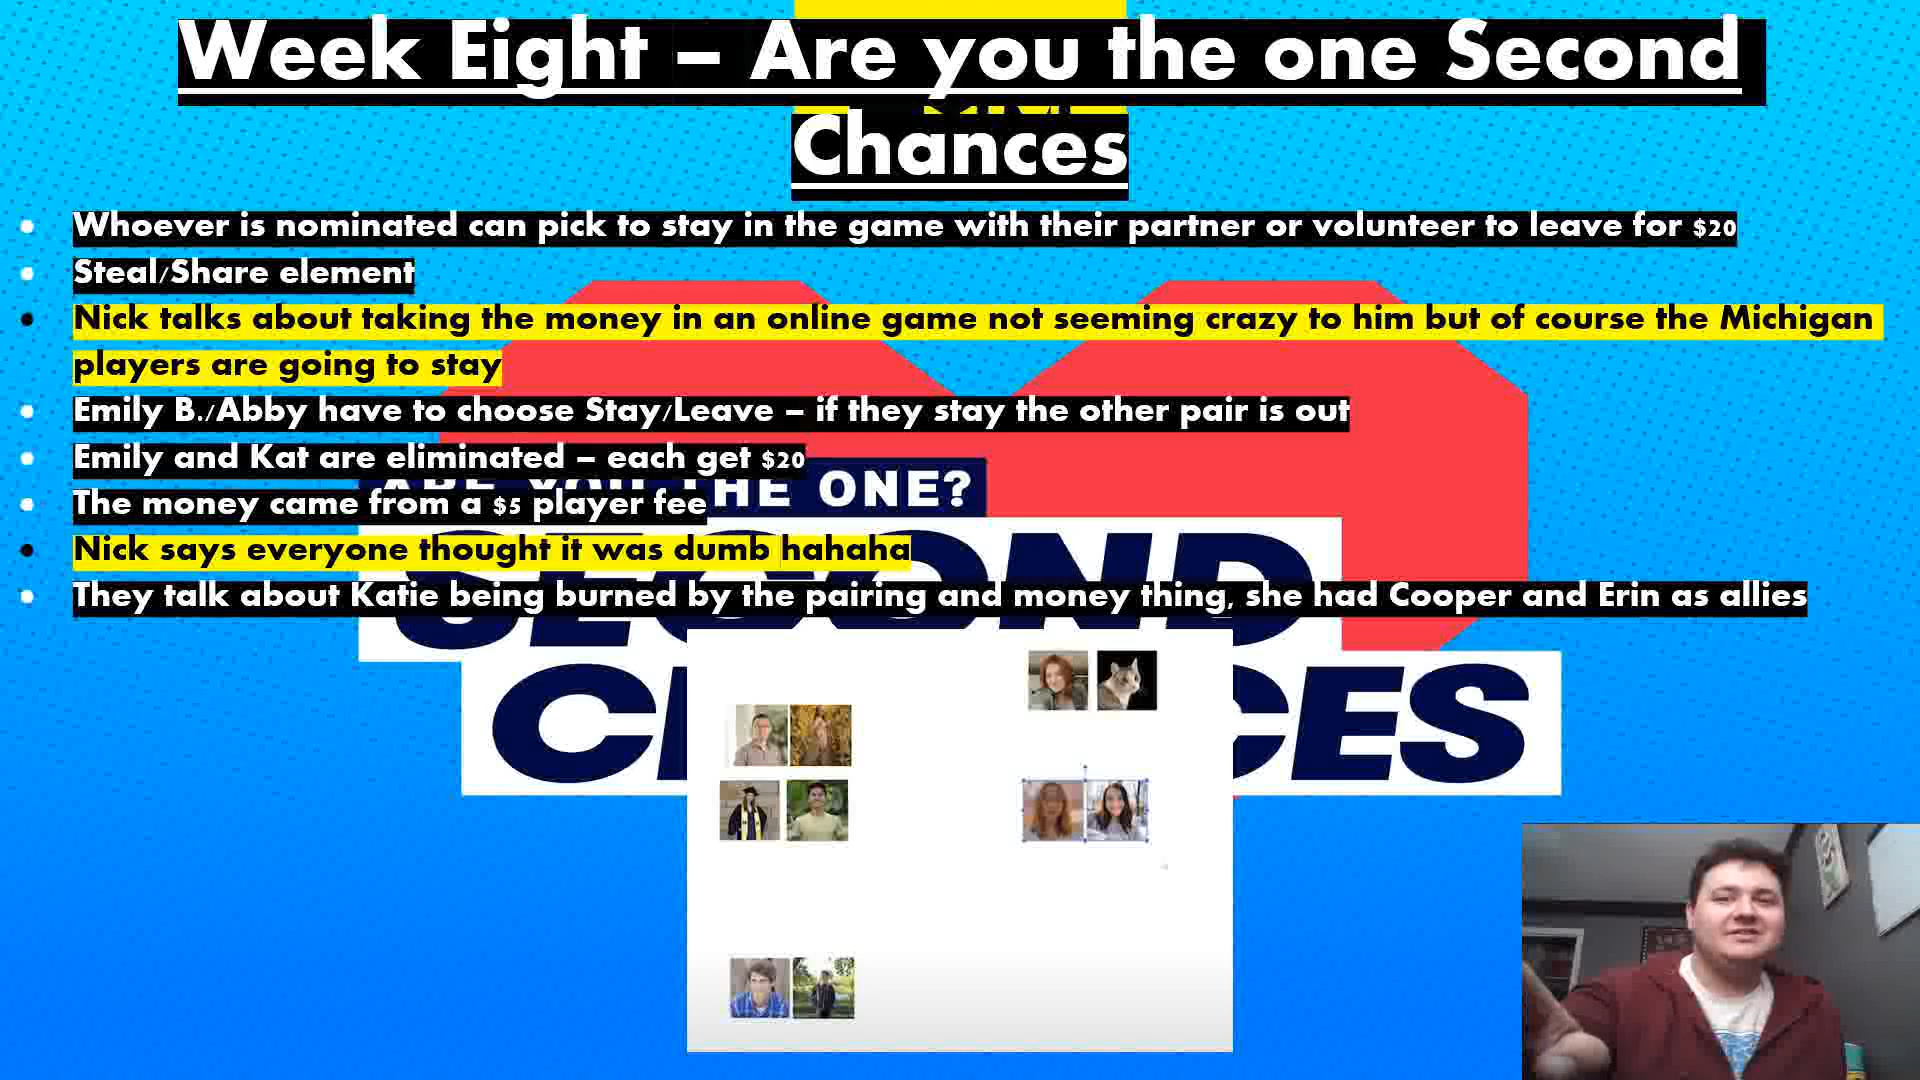 Week Eight – Are you the one Second
Chances
• Whoever is nominated can pick to stay in the game with their partner or volunteer to leave for $20
• Steal/Share element
• Nick talks about taking the money in an online game not seeming crazy to him but of course the Michigan
players are going to stay
• Emily B./Abby have to choose Stay/Leave – if they stay the other pair is out
• Emily and Kat are eliminated – each get $20
ARE YOU THE ONE?
• The money came from a $5 player fee
• Nick says everyone thought it was dumb hahaha
SECOND
• They talk about Katie being burned by the pairing and money thing, she had Cooper and Erin as allies